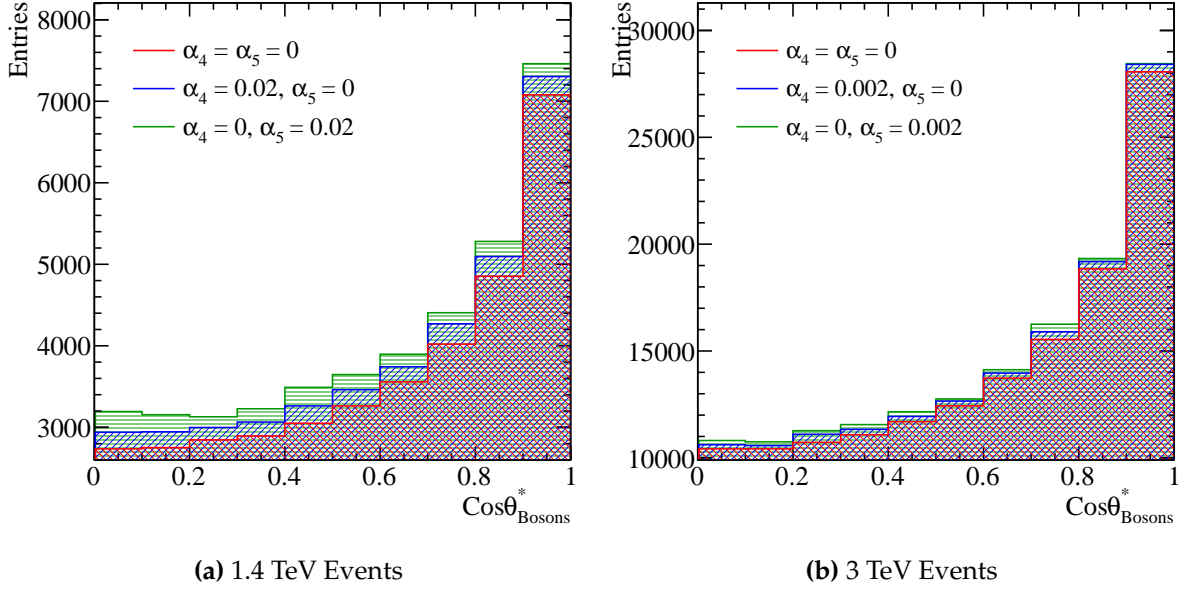 Entries
8000
7000
6000
5000
4000
3000
α₄ = α₅ = 0
α₄ = 0.02, α₅ = 0
α₄ = 0, α₅ = 0.02
0 0.2 0.4 0.6 0.8 1
Cosθ*Bosons
(a) 1.4 TeV Events
Entries
30000
25000
20000
15000
10000
α₄ = α₅ = 0
α₄ = 0.002, α₅ = 0
α₄ = 0, α₅ = 0.002
0 0.2 0.4 0.6 0.8 1
Cosθ*Bosons
(b) 3 TeV Events